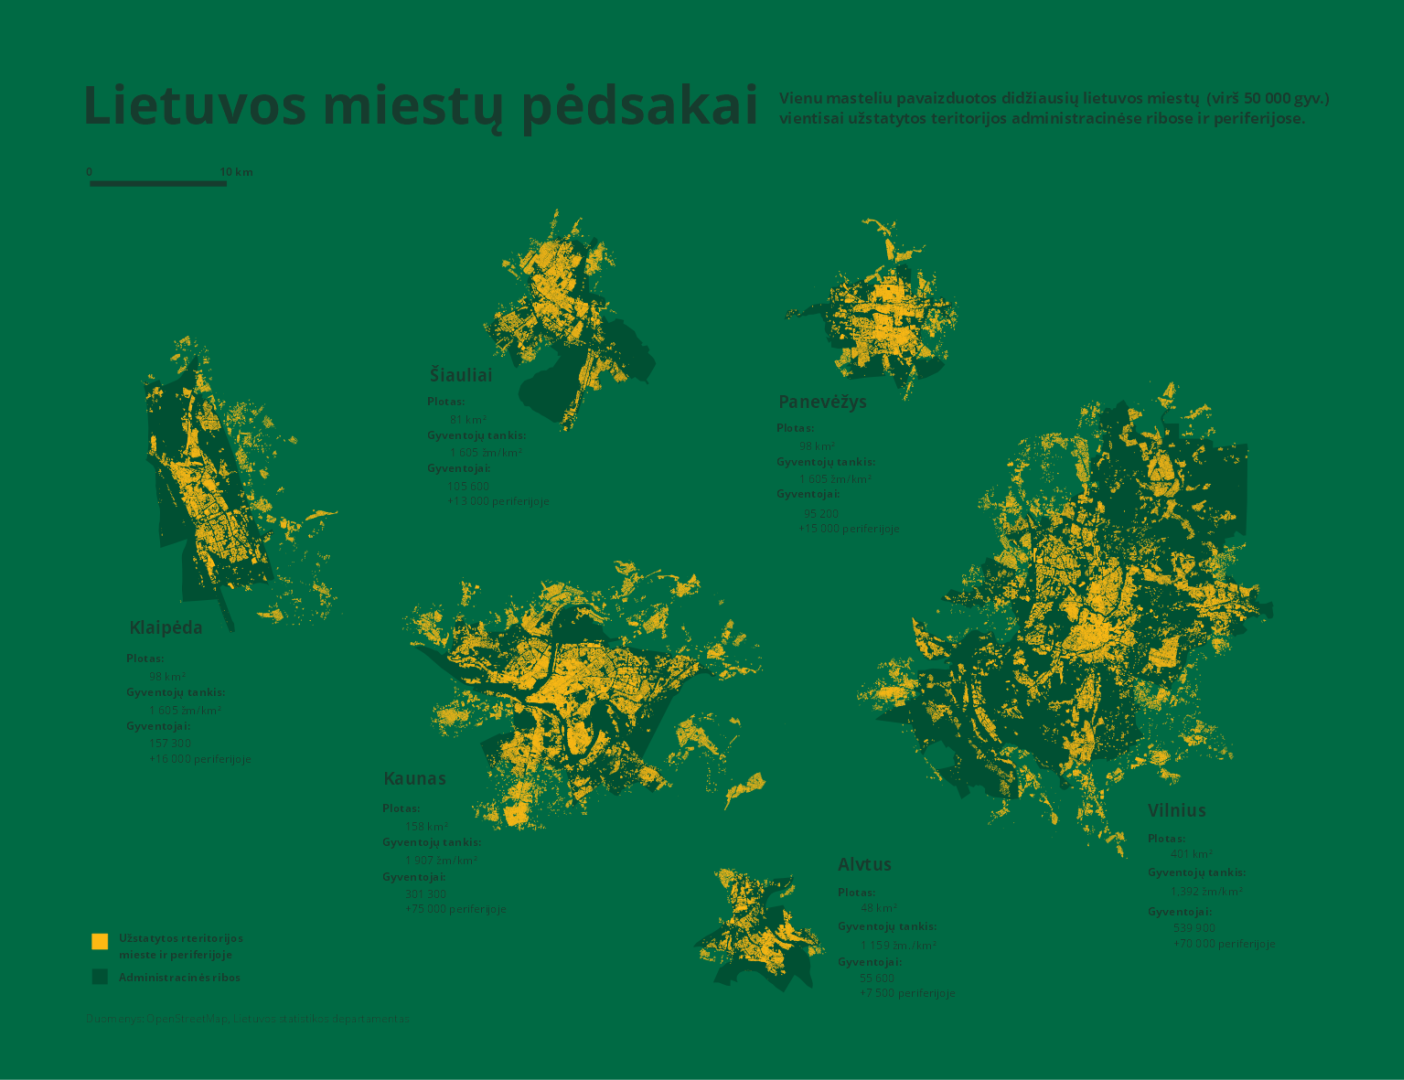 Lietuvos miestų pėdsakai
Vienu masteliu pavaizduotos didžiausių lietuvos miestų (virš 50 000 gyv.)
vientisai užstatytos teritorijos administracinėse ribose ir periferijose.
0 10 km
Šiauliai
Plotas:
81 km²
Gyventojų tankis:
1 605 žm/km²
Gyventojai:
105 600
+13 000 periferijoje
Panevėžys
Plotas:
98 km²
Gyventojų tankis:
1 605 žm/km²
Gyventojai:
95 200
+15 000 periferijoje
Klaipėda
Plotas:
98 km²
Gyventojų tankis:
1 605 žm/km²
Gyventojai:
157 300
+16 000 periferijoje
Kaunas
Plotas:
158 km²
Gyventojų tankis:
1 907 žm/km²
Gyventojai:
301 300
+75 000 periferijoje
Alytus
Plotas:
48 km²
Gyventojų tankis:
1 159 žm./km²
Gyventojai:
55 600
+7 500 periferijoje
Vilnius
Plotas:
401 km²
Gyventojų tankis:
1,392 žm/km²
Gyventojai:
539 900
+70 000 periferijoje
Užstatytos rteritorijos
mieste ir periferijoje
Administracinės ribos
Duomenys: OpenStreetMap, Lietuvos statistikos departamentas